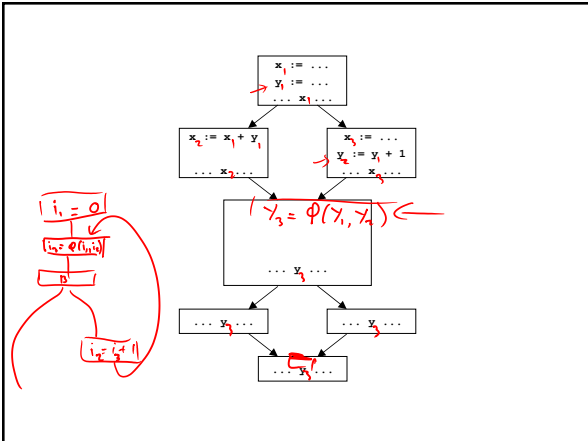 x₁ := ...
y₁ := ...
... x₁ ...
x₂ := x₁ + y₁
... x₂ ...
x₃ := ...
y₂ := y₁ + 1
... x₃ ...
y₃ = φ(y₁, y₂)
... y₃ ...
... y₃ ...
... y₃ ...
... y₃ ...
i₁ = 0
i₃ = φ(i₁, i₂)
B
i₂ = i₃ + 1